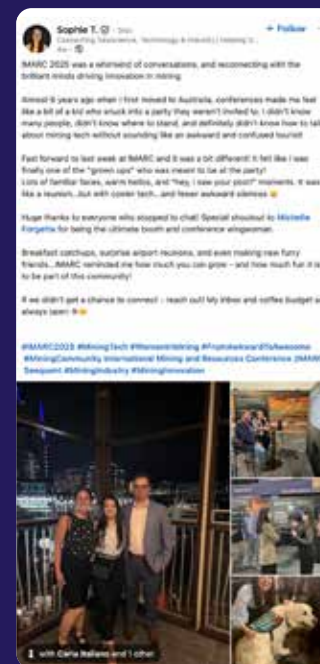 Sophie T.
+ Follow
Connecting Geoscience, Technology & Industry | Helping
IMARC 2025 was a whirlwind of conversations, and reconnecting with the
brilliant minds driving innovation in mining
Almost 6 years ago when I first moved to Australia, conferences made me feel
like a bit of a kid who snuck into a party they weren't invited to. I didn't know
many people, didn't know where to stand, and definitely didn't know how to talk
about mining tech without sounding like an awkward and confused tourist
Fast forward to last week at IMARC and it was a bit different! It felt like I was
finally one of the "grown ups" who was meant to be at the party!
Lots of familiar faces, warm hellos, and "hey, I saw your post!" moments. It was
like a reunion...but with cooler tech...and fewer awkward silences
Huge thanks to everyone who stopped to chat! Special shoutout to Michelle
Forgette for being the ultimate booth and conference wingwoman.
Breakfast catchups, surprise airport reunions, and even making new furry
friends...IMARC reminded me how much you can grow – and how much fun it is
to be part of this community!
If we didn't get a chance to connect – reach out! My inbox and coffee budget are
always open
#IMARC2025 #MiningTech #WomenInMining #FromAwkwardToAwesome
#MiningCommunity International Mining and Resources Conference (IMARC)
Seequent #MiningIndustry #MiningInnovation
with Carla Italiano and 1 other